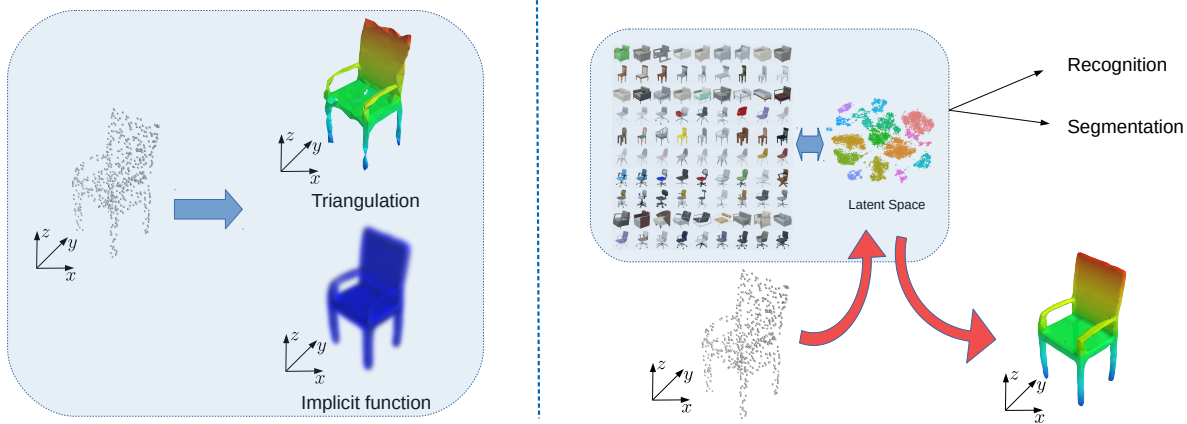 z
y
x
z
y
x
Triangulation
z
y
x
Implicit function
Recognition
Segmentation
Latent Space
z
y
x
z
y
x